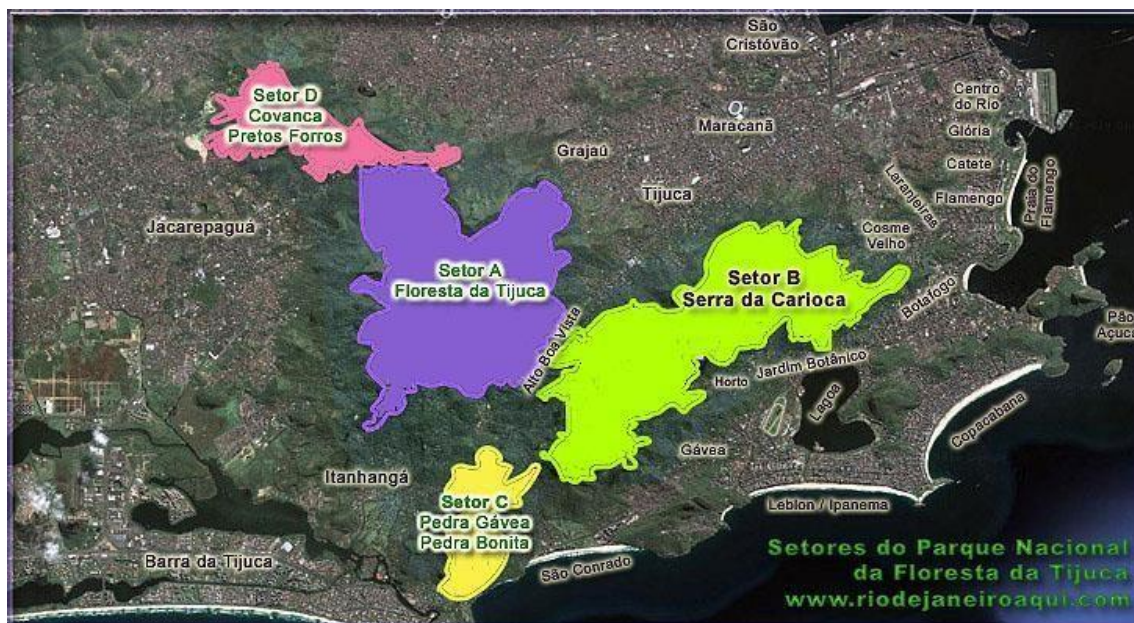 São
Cristóvão
Setor D
Covanca
Pretos Forros
Centro
do Rio
Maracanã
Glória
Grajaú
Catete
Laranjeiras
Flamengo
Praia do
Flamengo
Tijuca
Jacarepaguá
Cosme
Velho
Setor A
Floresta da Tijuca
Setor B
Serra da Carioca
Botafogo
Pão
Açuca
Alto Boa Vista
Jardim Botânico
Horto
Lagoa
Copacabana
Gávea
Itanhangá
Setor C
Pedra Gávea
Pedra Bonita
Leblon / Ipanema
Barra da Tijuca
São Conrado
Setores do Parque Nacional
da Floresta da Tijuca
www.riodejaneiroaqui.com